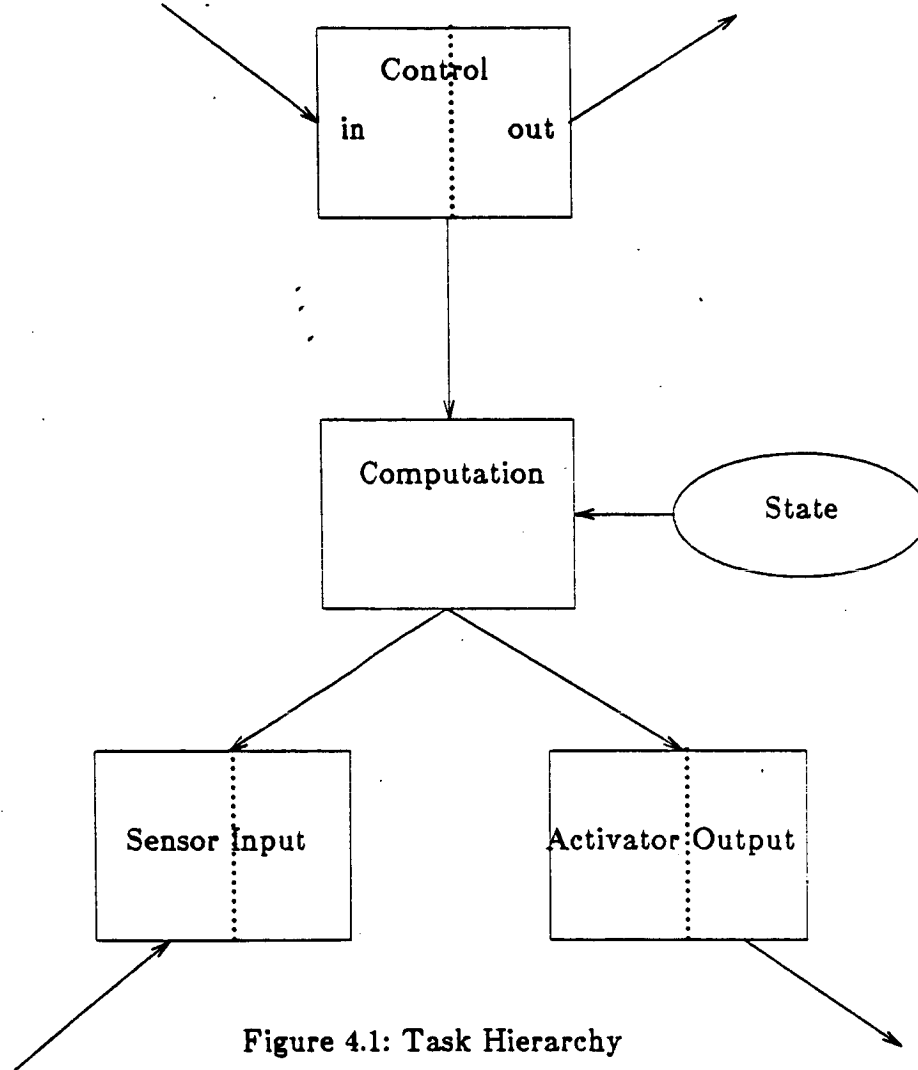 Control
in out
Computation
State
Sensor Input
Activator Output
Figure 4.1: Task Hierarchy